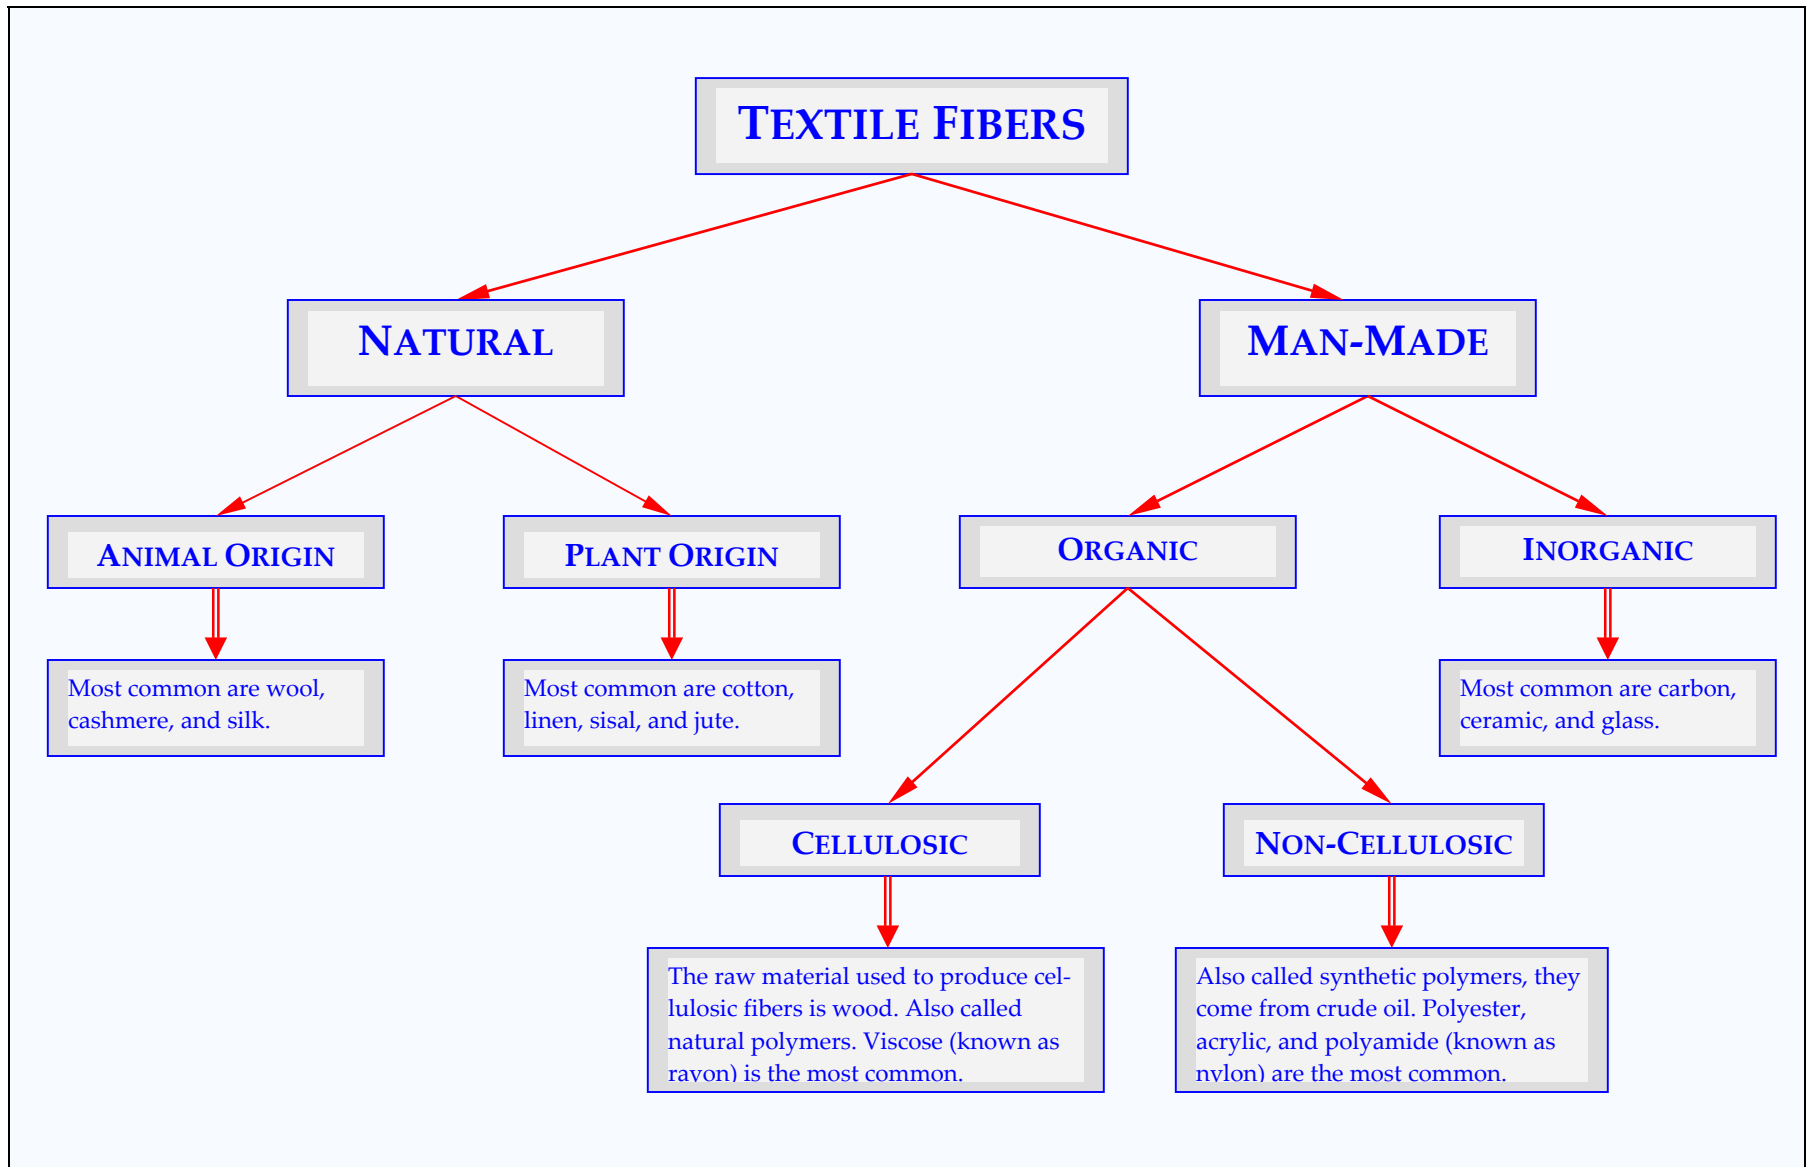 TEXTILE FIBERS
NATURAL
MAN-MADE
ANIMAL ORIGIN
PLANT ORIGIN
ORGANIC
INORGANIC
Most common are wool,
cashmere, and silk.
Most common are cotton,
linen, sisal, and jute.
Most common are carbon,
ceramic, and glass.
CELLULOSIC
NON-CELLULOSIC
The raw material used to produce cel-
lulosic fibers is wood. Also called
natural polymers. Viscose (known as
rayon) is the most common.
Also called synthetic polymers, they
come from crude oil. Polyester,
acrylic, and polyamide (known as
nylon) are the most common.